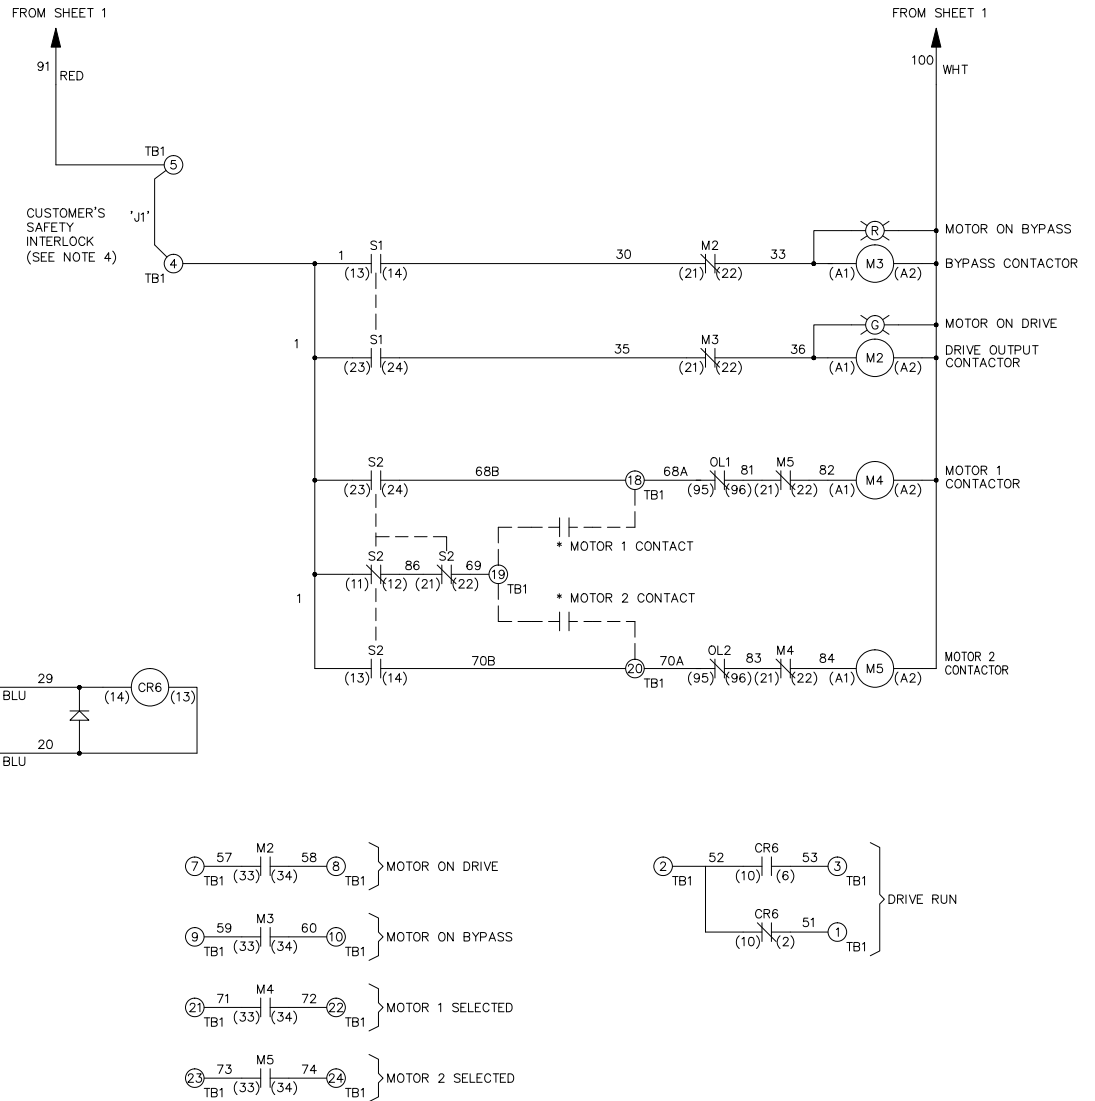 FROM SHEET 1
FROM SHEET 1
91
RED
100
WHT
TB1
5
CUSTOMER'S
SAFETY
INTERLOCK
(SEE NOTE 4)
'J1'
4
TB1
1
S1
(13)
(14)
30
M2
(21)
(22)
33
R
MOTOR ON BYPASS
(A1)
M3
(A2)
BYPASS CONTACTOR
1
S1
(23)
(24)
35
M3
(21)
(22)
36
G
MOTOR ON DRIVE
(A1)
M2
(A2)
DRIVE OUTPUT
CONTACTOR
S2
(23)
(24)
68B
18
TB1
68A
OL1
(95)
(96)
81
M5
(21)
(22)
82
(A1)
M4
(A2)
MOTOR 1
CONTACTOR
* MOTOR 1 CONTACT
S2
(11)
(12)
86
S2
(21)
(22)
69
19
TB1
1
* MOTOR 2 CONTACT
S2
(13)
(14)
70B
20
TB1
70A
OL2
(95)
(96)
83
M4
(21)
(22)
84
(A1)
M5
(A2)
MOTOR 2
CONTACTOR
29
BLU
(14)
CR6
(13)
20
BLU
7
TB1
57
M2
(33)
(34)
58
8
TB1
MOTOR ON DRIVE
9
TB1
59
M3
(33)
(34)
60
10
TB1
MOTOR ON BYPASS
21
TB1
71
M4
(33)
(34)
72
22
TB1
MOTOR 1 SELECTED
23
TB1
73
M5
(33)
(34)
74
24
TB1
MOTOR 2 SELECTED
2
TB1
52
CR6
(10)
(6)
53
3
TB1
DRIVE RUN
CR6
(10)
(2)
51
1
TB1